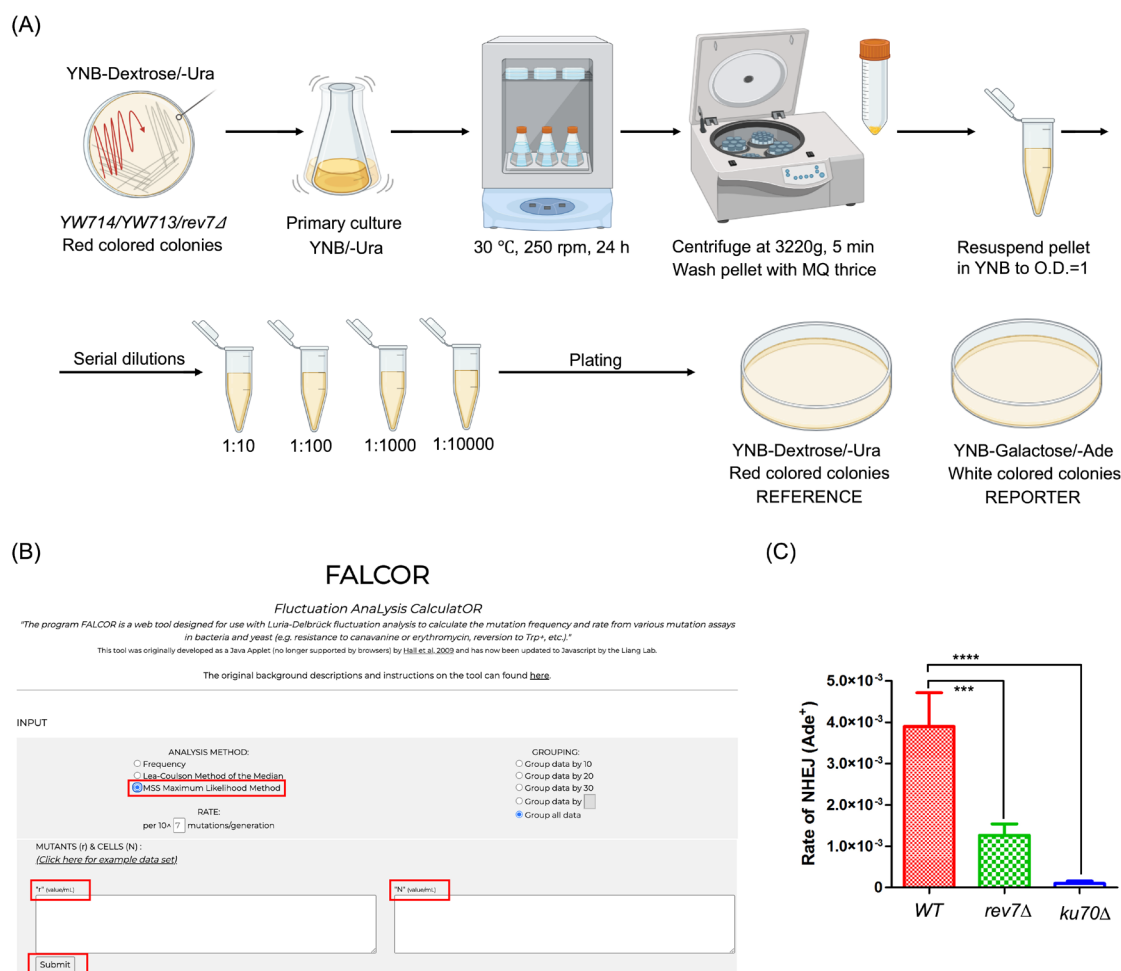 (A)
YNB-Dextrose/-Ura
YW714/YW713/rev7Δ
Red colored colonies
Primary culture
YNB/-Ura
30 ℃, 250 rpm, 24 h
Centrifuge at 3220g, 5 min
Wash pellet with MQ thrice
Resuspend pellet
in YNB to O.D.=1
Serial dilutions
1:10
1:100
1:1000
1:10000
Plating
YNB-Dextrose/-Ura
Red colored colonies
REFERENCE
YNB-Galactose/-Ade
White colored colonies
REPORTER
(B)
FALCOR
Fluctuation AnaLysis CalculatOR
"The program FALCOR is a web tool designed for use with Luria-Delbrück fluctuation analysis to calculate the mutation frequency and rate from various mutation assays
in bacteria and yeast (e.g. resistance to canavanine or erythromycin, reversion to Trp+, etc.)."
This tool was originally developed as a Java Applet (no longer supported by browsers) by Hall et al. 2009 and has now been updated to Javascript by the Liang Lab.
The original background descriptions and instructions on the tool can found here.
INPUT
ANALYSIS METHOD:
Frequency
Lea-Coulson Method of the Median
MSS Maximum Likelihood Method
RATE:
per 10^ 7 mutations/generation
GROUPING:
Group data by 10
Group data by 20
Group data by 30
Group data by
Group all data
MUTANTS (r) & CELLS (N) :
(Click here for example data set)
"r" (value/mL)
"N" (value/mL)
Submit
(C)
Rate of NHEJ (Ade⁺)
5.0×10⁻³
4.0×10⁻³
3.0×10⁻³
2.0×10⁻³
1.0×10⁻³
0
****
***
WT
rev7Δ
ku70Δ